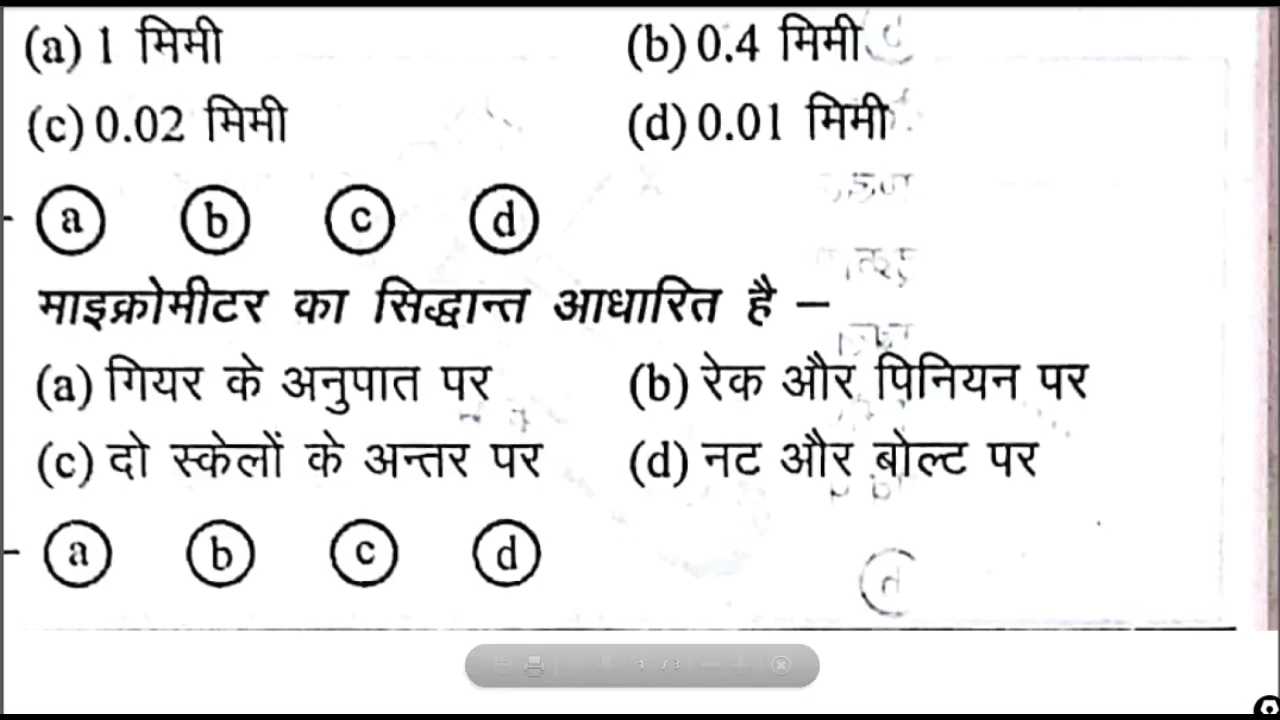 (a) 1 मिमी (b) 0.4 मिमी
(c) 0.02 मिमी (d) 0.01 मिमी
- a b c d
माइक्रोमीटर का सिद्धान्त आधारित है –
(a) गियर के अनुपात पर (b) रेक और पिनियन पर
(c) दो स्केलों के अन्तर पर (d) नट और बोल्ट पर
- a b c d